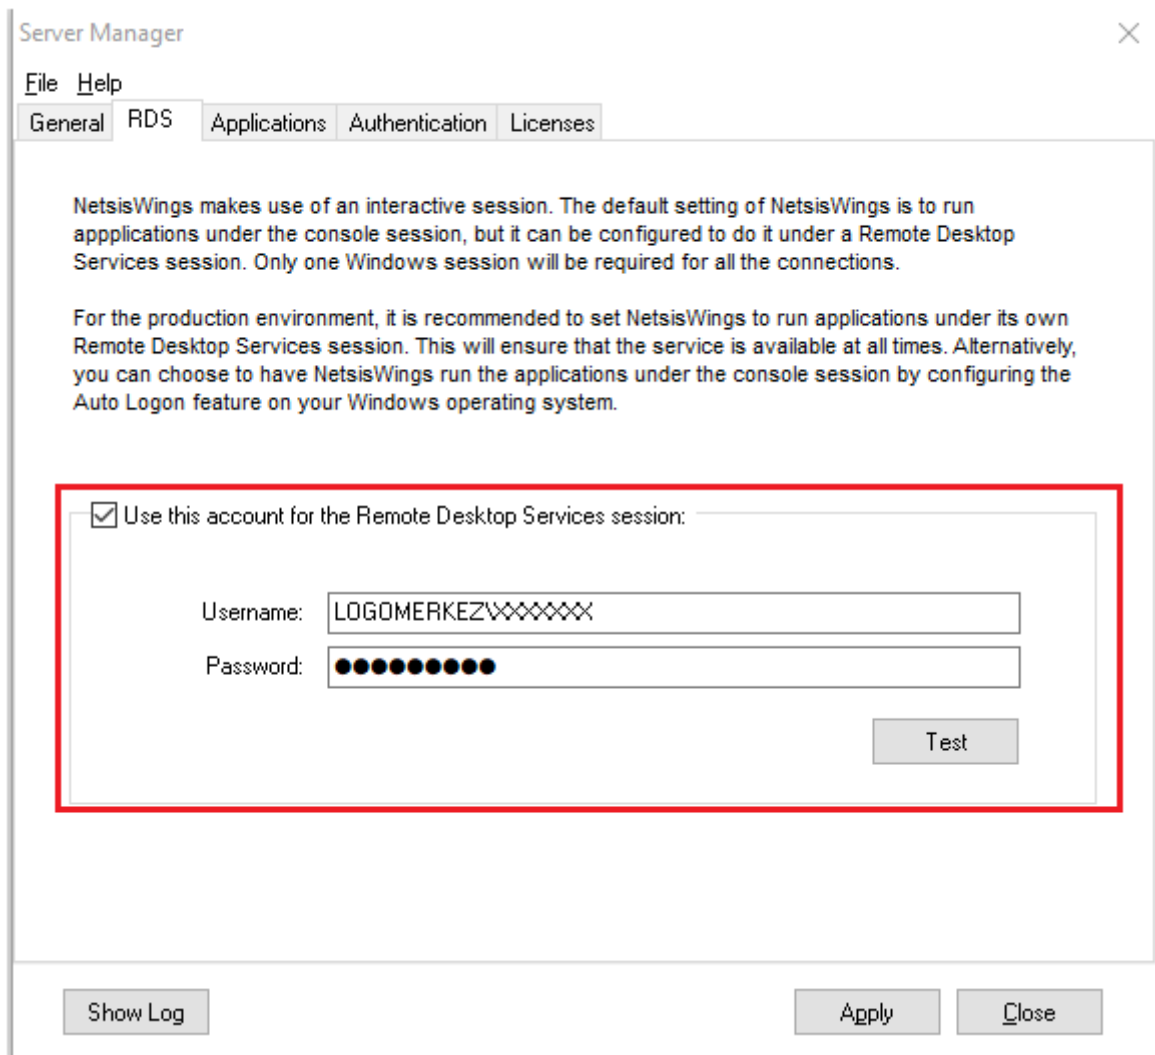 Server Manager
File Help
General RDS Applications Authentication Licenses
NetsisWings makes use of an interactive session. The default setting of NetsisWings is to run
appplications under the console session, but it can be configured to do it under a Remote Desktop
Services session. Only one Windows session will be required for all the connections.
For the production environment, it is recommended to set NetsisWings to run applications under its own
Remote Desktop Services session. This will ensure that the service is available at all times. Alternatively,
you can choose to have NetsisWings run the applications under the console session by configuring the
Auto Logon feature on your Windows operating system.
Use this account for the Remote Desktop Services session:
Username: LOGOMERKEZ\XXXXXXX
Password: ●●●●●●●●●
Test
Show Log Apply Close